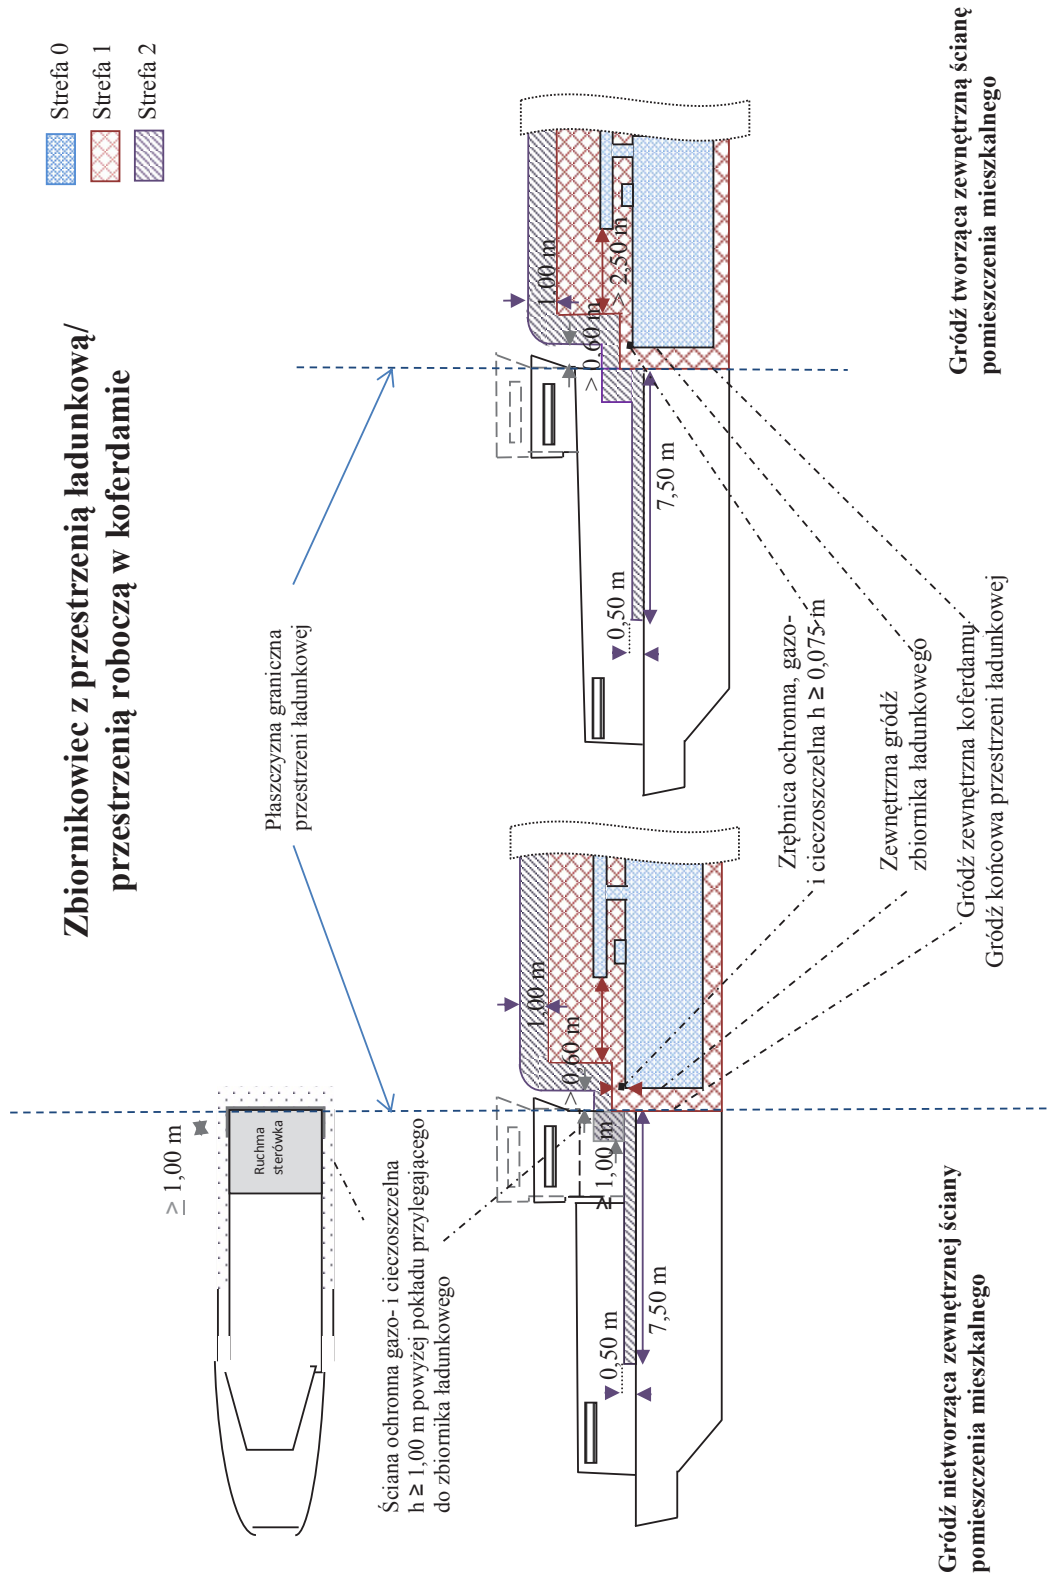 Zbiornikowiec z przestrzenią ładunkową/
przestrzenią roboczą w koferdamie
Strefa 0
Strefa 1
Strefa 2
Płaszczyzna graniczna
przestrzeni ładunkowej
≥ 1,00 m
Ruchma
sterówka
Ściana ochronna gazo- i cieczoszczelna
h ≥ 1,00 m powyżej pokładu przylegającego
do zbiornika ładunkowego
1,00 m
> 0,60 m
≥ 1,00 m
0,50 m
7,50 m
1,00 m
> 0,60 m
> 2,50 m
0,50 m
7,50 m
Zrębnica ochronna, gazo-
i cieczoszczelna h ≥ 0,075 m
Zewnętrzna gródź
zbiornika ładunkowego
Gródź zewnętrzna koferdamu
Gródź końcowa przestrzeni ładunkowej
Gródź nietworząca zewnętrznej ściany
pomieszczenia mieszkalnego
Gródź tworząca zewnętrzną ścianę
pomieszczenia mieszkalnego